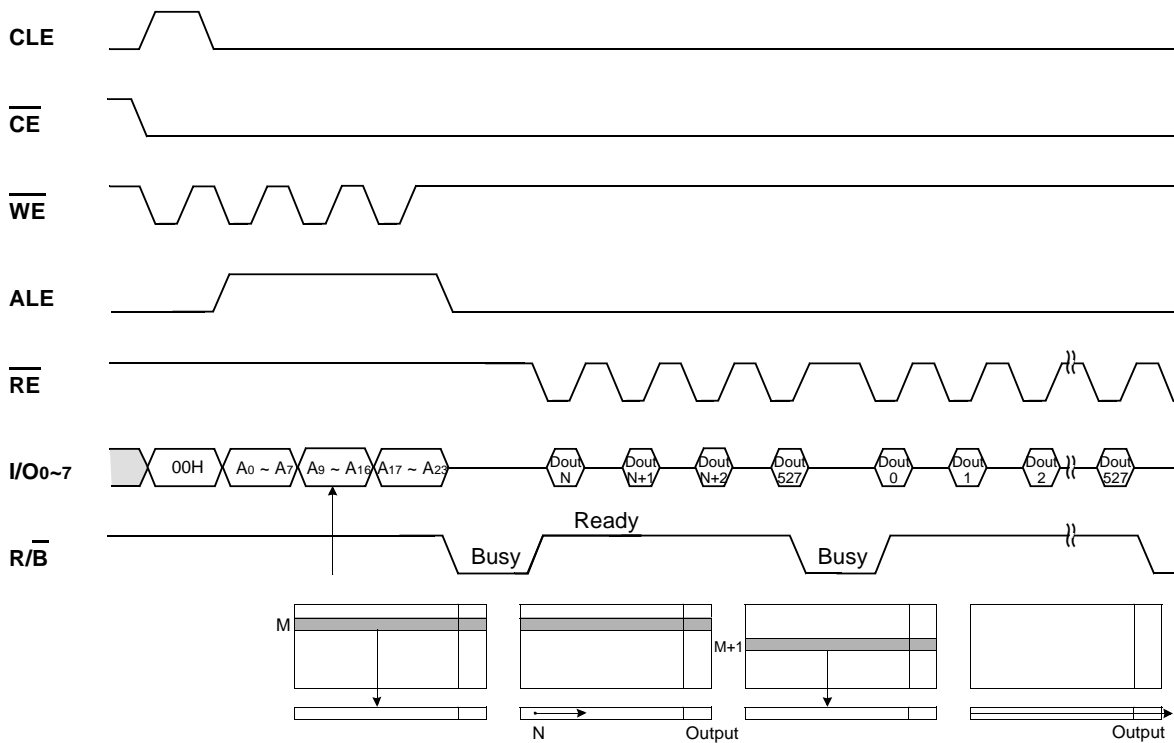 CLE
CE
WE
ALE
RE
I/O0~7 00H A0 ~ A7 A9 ~ A16 A17 ~ A23 Dout N Dout N+1 Dout N+2 Dout 527 Dout 0 Dout 1 Dout 2 Dout 527
R/B Busy Ready Busy
M M+1
N Output Output